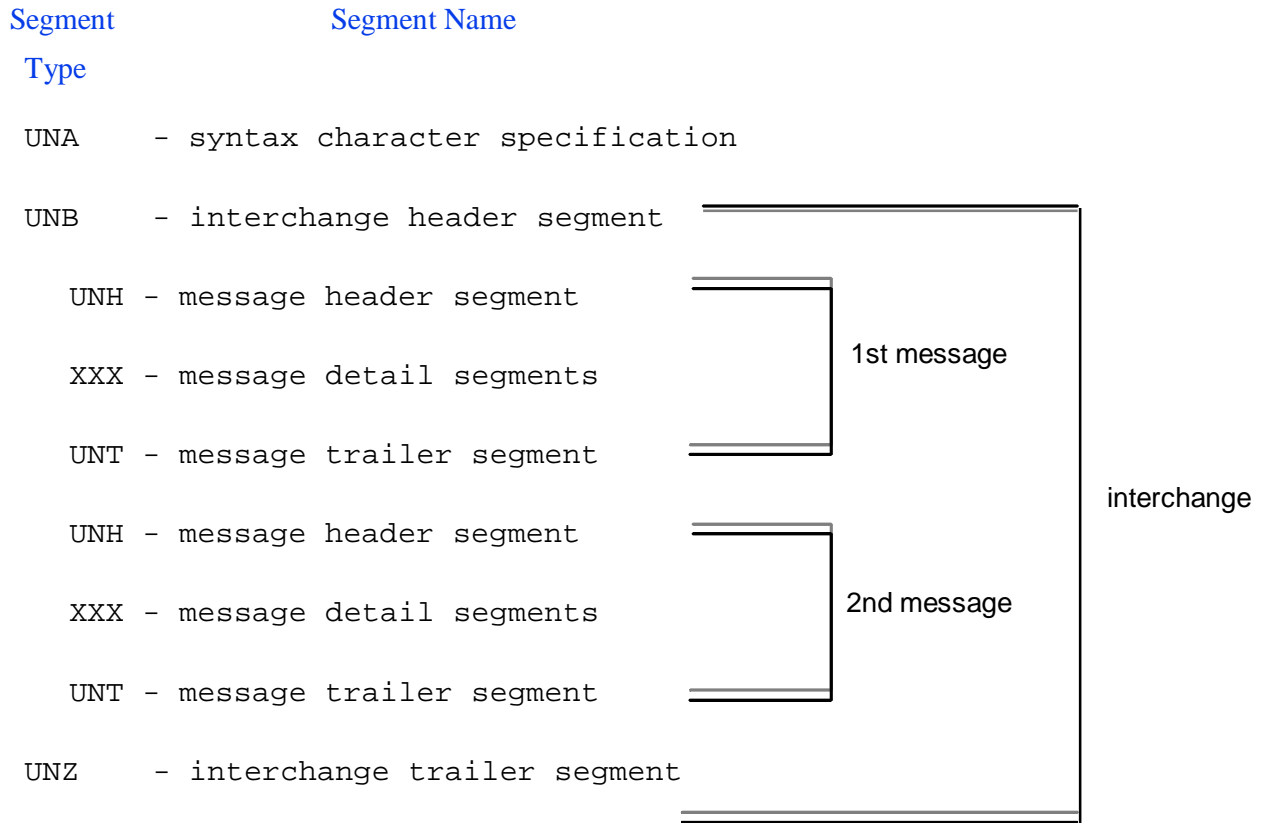 Segment Segment Name
Type
UNA - syntax character specification
UNB - interchange header segment
UNH - message header segment
1st message
XXX - message detail segments
UNT - message trailer segment
interchange
UNH - message header segment
2nd message
XXX - message detail segments
UNT - message trailer segment
UNZ - interchange trailer segment